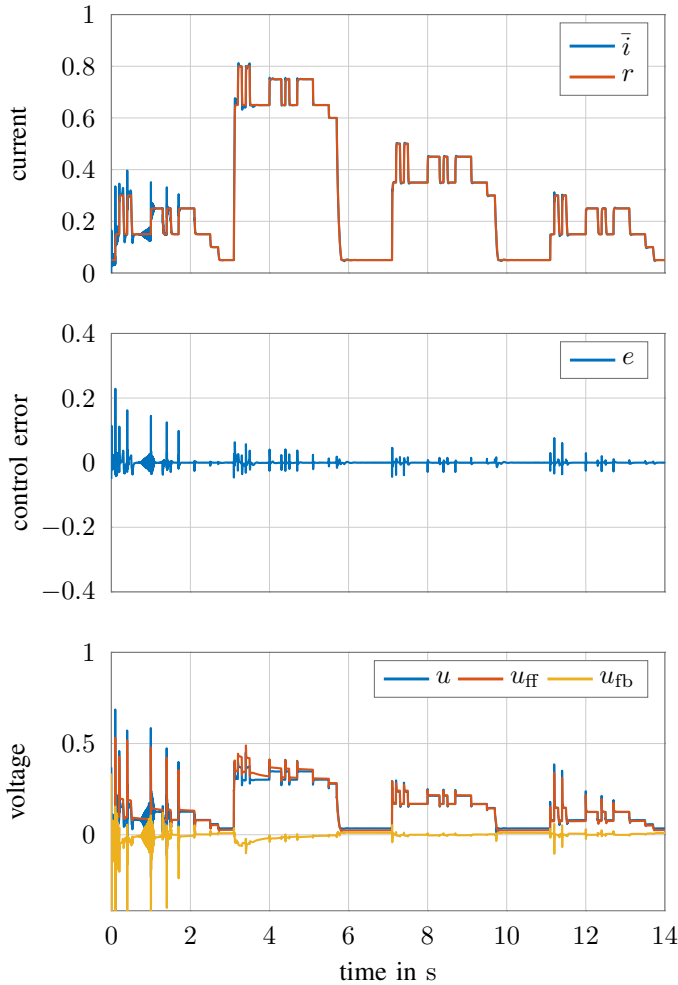 1
0.8
0.6
0.4
0.2
0
current
i̅
r
0.4
0.2
0
−0.2
−0.4
control error
e
1
0.5
0
voltage
u u_ff u_fb
0 2 4 6 8 10 12 14
time in s